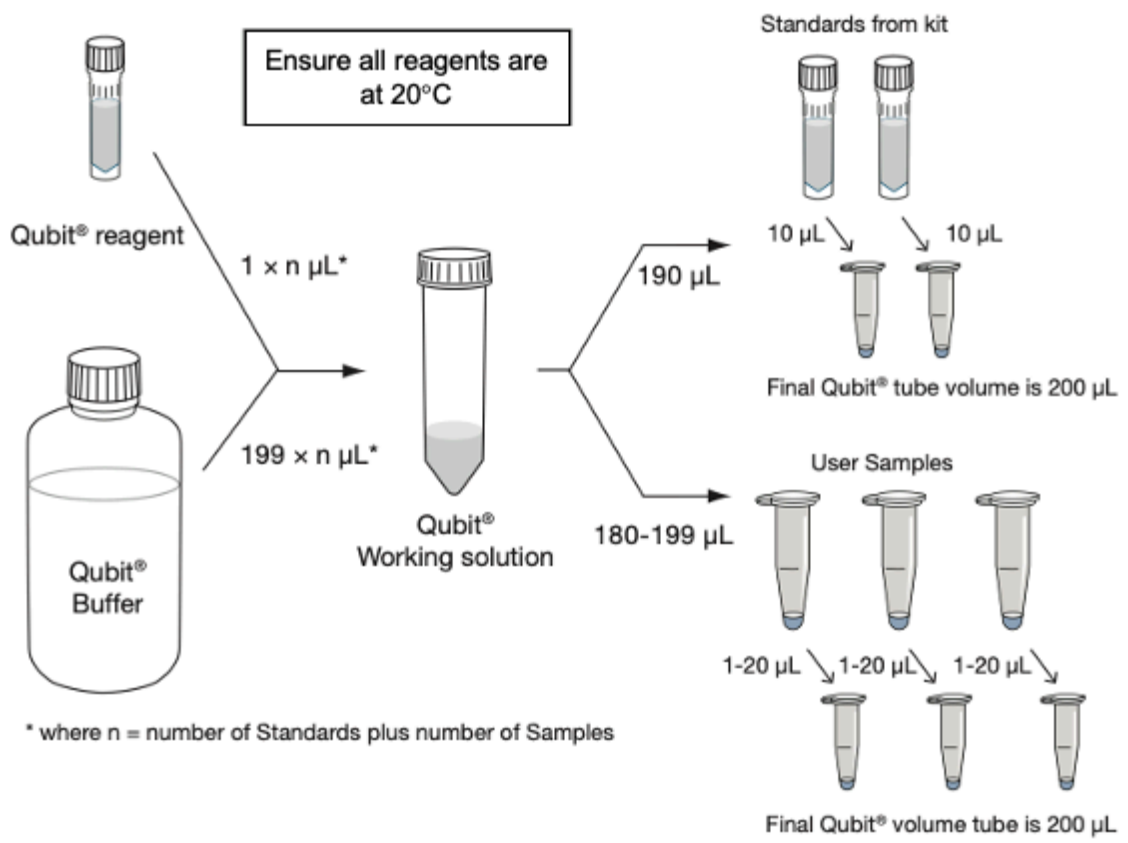 Standards from kit
Ensure all reagents are
at 20°C
Qubit® reagent
10 µL
10 µL
1 × n µL*
190 µL
Final Qubit® tube volume is 200 µL
199 × n µL*
User Samples
Qubit®
Working solution
180-199 µL
Qubit®
Buffer
1-20 µL
1-20 µL
1-20 µL
* where n = number of Standards plus number of Samples
Final Qubit® volume tube is 200 µL